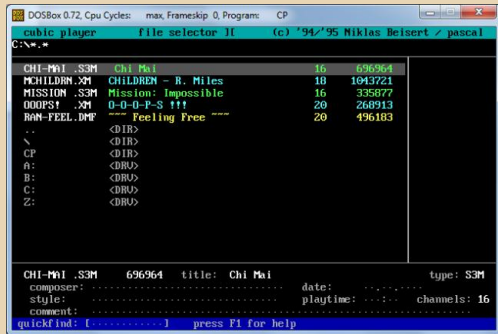 DOSBox 0.72, Cpu Cycles: max, Frameskip 0, Program: CP
cubic player file selector ][ (c) '94/'95 Niklas Beisert / pascal
C:\*.*
CHI-MAI .S3M Chi Mai 16 696964
MCHILDRN.XM CHiLDREN - R. Miles 18 1043721
MISSION .S3M Mission: Impossible 16 335877
OOOPS! .XM O-O-O-P-S !!! 20 268913
RAN-FEEL.DMF ~~~ Feeling Free ~~~ 20 496183
.. <DIR>
\ <DIR>
CP <DIR>
A: <DRV>
B: <DRV>
C: <DRV>
Z: <DRV>
CHI-MAI .S3M 696964 title: Chi Mai type: S3M
composer: date:
style: playtime: channels: 16
comment:
quickfind: [············] press F1 for help